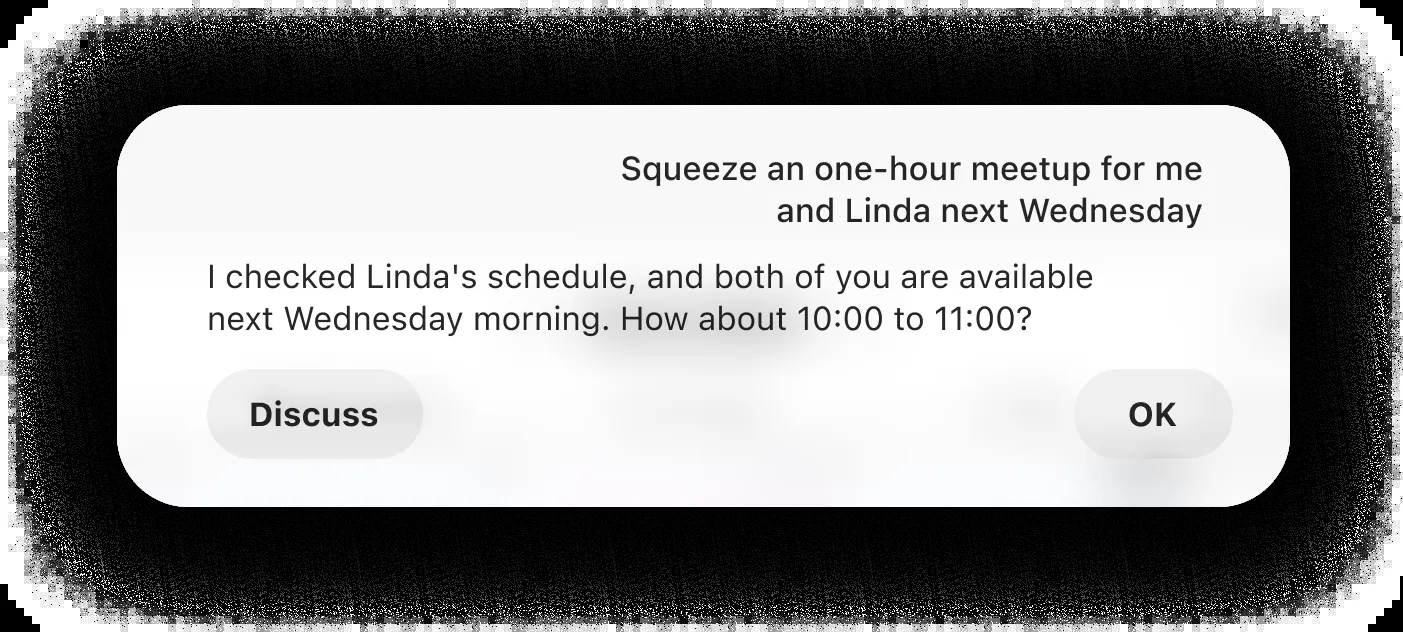 Squeeze an one-hour meetup for me
and Linda next Wednesday
I checked Linda's schedule, and both of you are available
next Wednesday morning. How about 10:00 to 11:00?
Discuss
OK